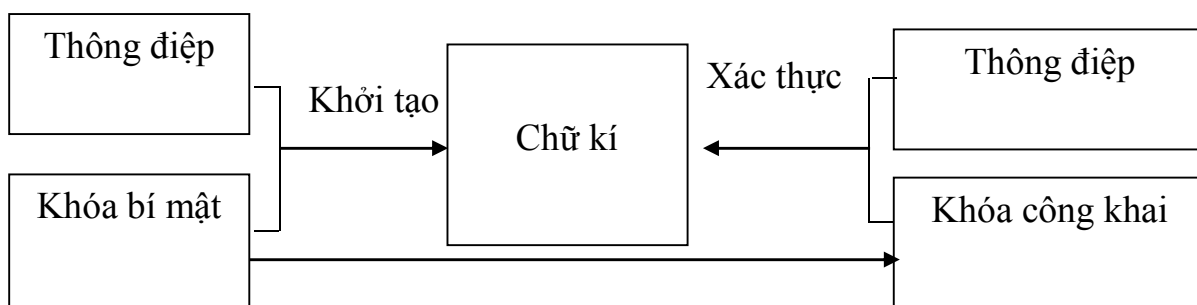 Thông điệp
Khởi tạo
Chữ kí
Xác thực
Thông điệp
Khóa bí mật
Khóa công khai